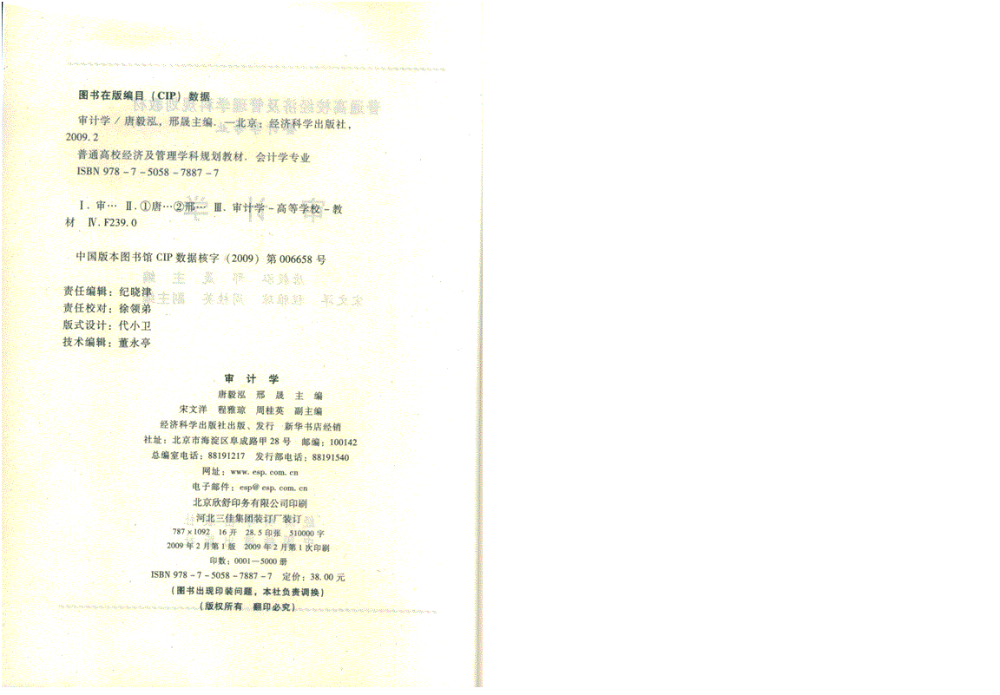 图书在版编目（CIP）数据
审计学／唐毅泓，邢晟主编．—北京：经济科学出版社，
2009.2
普通高校经济及管理学科规划教材．会计学专业
ISBN 978－7－5058－7887－7
Ⅰ.审… Ⅱ.①唐…②邢… Ⅲ.审计学－高等学校－教
材 Ⅳ.F239.0
中国版本图书馆 CIP 数据核字（2009）第 006658 号
责任编辑：纪晓津
责任校对：徐领弟
版式设计：代小卫
技术编辑：董永亭
审 计 学
唐毅泓 邢 晟 主 编
宋文洋 程雅琼 周桂英 副主编
经济科学出版社出版、发行 新华书店经销
社址：北京市海淀区阜成路甲 28 号 邮编：100142
总编室电话：88191217 发行部电话：88191540
网址：www.esp.com.cn
电子邮件：esp@esp.com.cn
北京欣舒印务有限公司印刷
河北三佳集团装订厂装订
787×1092 16 开 28.5 印张 510000 字
2009 年 2 月第 1 版 2009 年 2 月第 1 次印刷
印数：0001—5000 册
ISBN 978－7－5058－7887－7 定价：38.00 元
（图书出现印装问题，本社负责调换）
（版权所有 翻印必究）